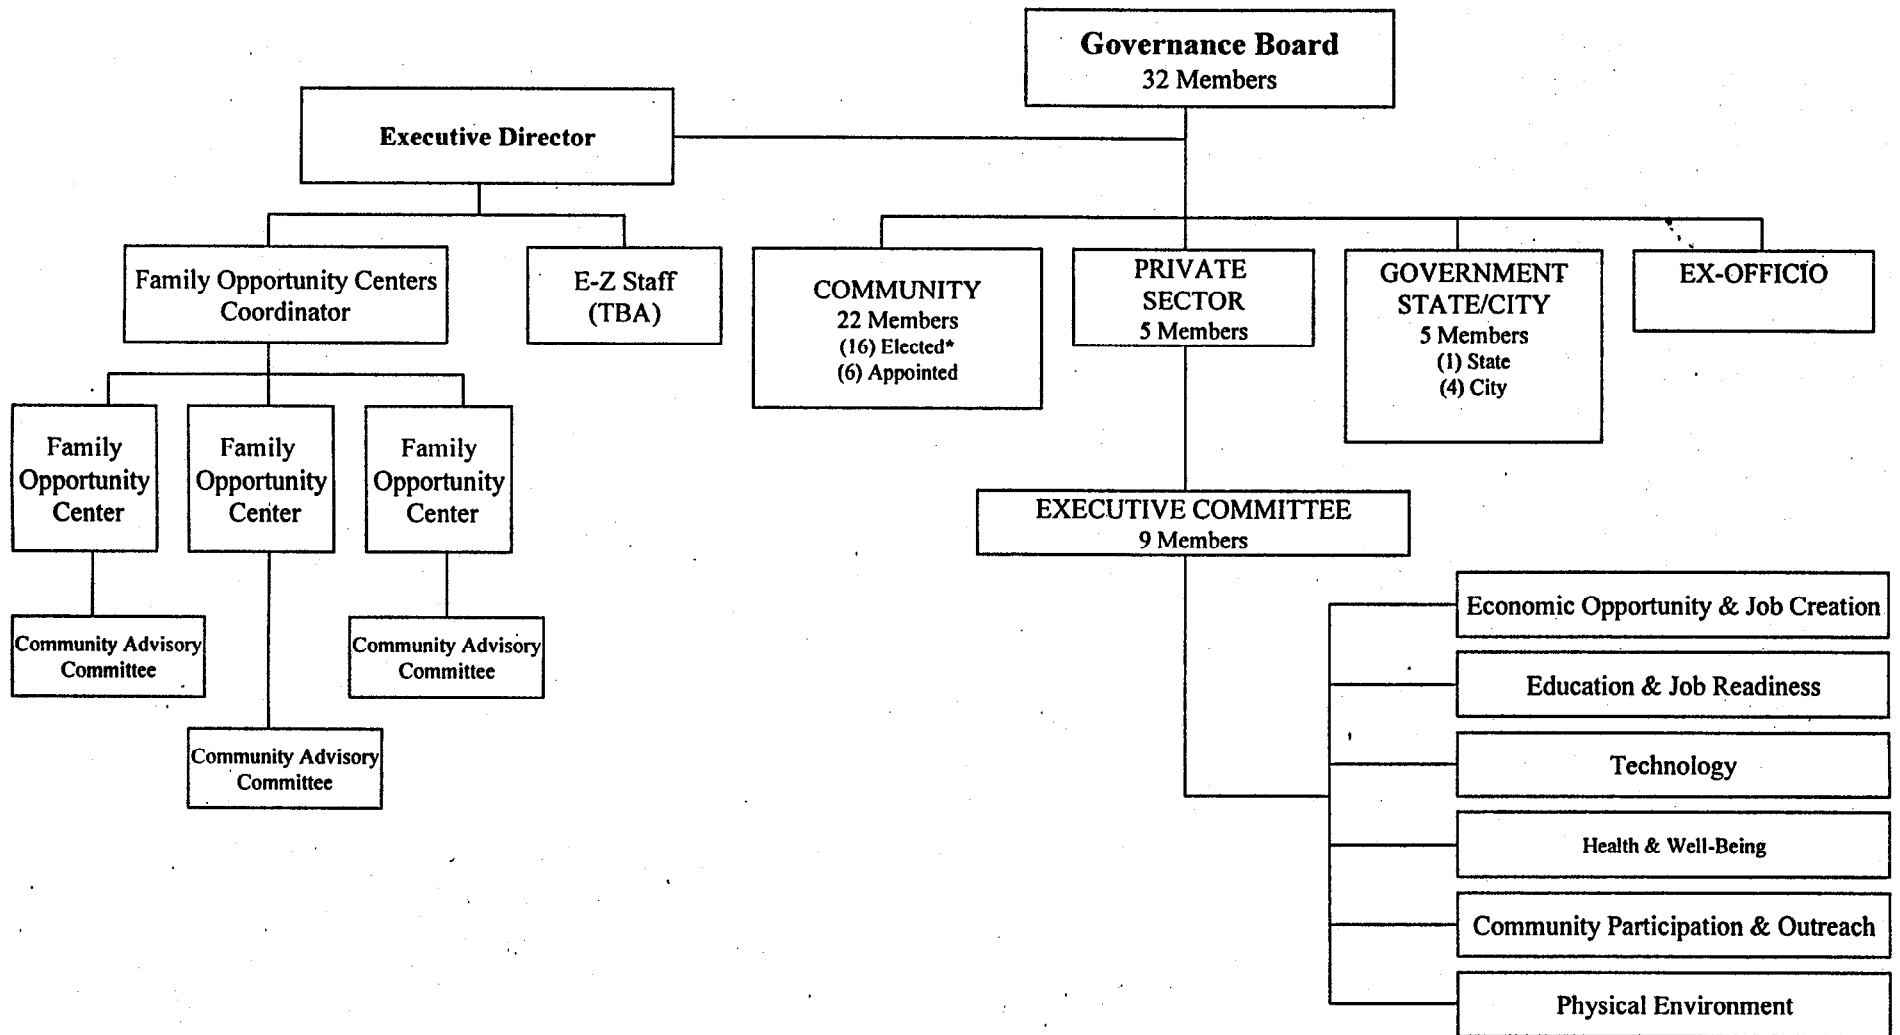 Governance Board
32 Members
Executive Director
Family Opportunity Centers
Coordinator
E-Z Staff
(TBA)
COMMUNITY
22 Members
(16) Elected*
(6) Appointed
PRIVATE
SECTOR
5 Members
GOVERNMENT
STATE/CITY
5 Members
(1) State
(4) City
EX-OFFICIO
Family
Opportunity
Center
Family
Opportunity
Center
Family
Opportunity
Center
EXECUTIVE COMMITTEE
9 Members
Community Advisory
Committee
Community Advisory
Committee
Community Advisory
Committee
Economic Opportunity & Job Creation
Education & Job Readiness
Technology
Health & Well-Being
Community Participation & Outreach
Physical Environment